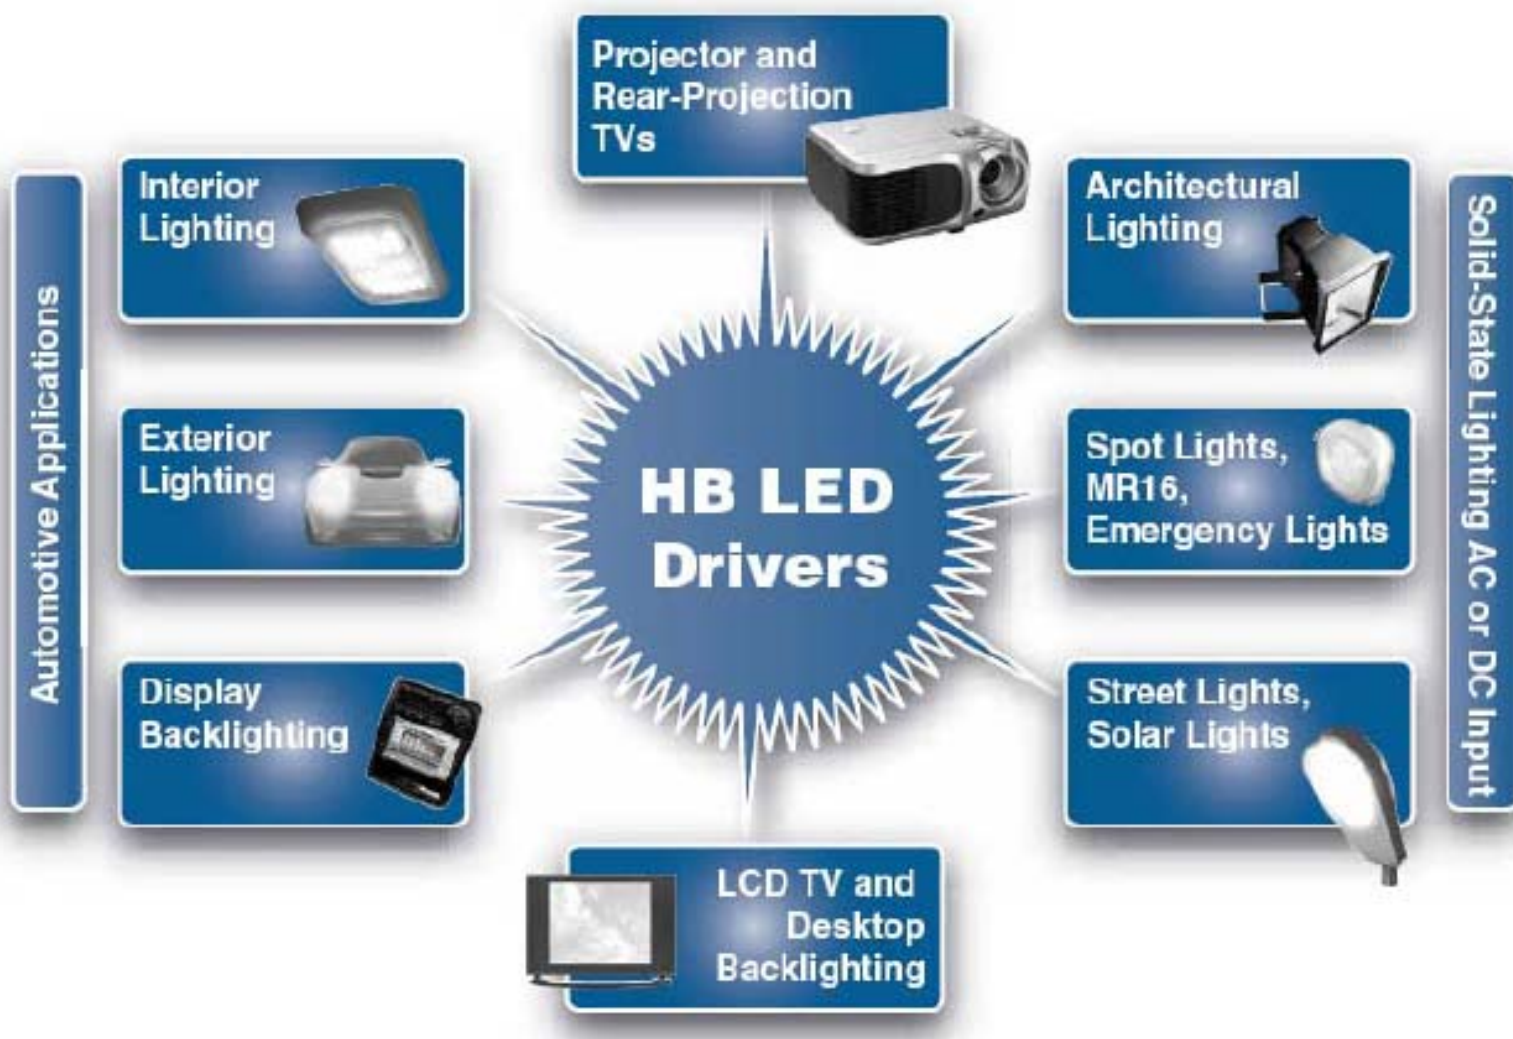 Projector and
Rear-Projection
TVs
Automotive Applications
Interior
Lighting
Exterior
Lighting
Display
Backlighting
HB LED
Drivers
Architectural
Lighting
Spot Lights,
MR16,
Emergency Lights
Street Lights,
Solar Lights
Solid-State Lighting AC or DC Input
LCD TV and
Desktop
Backlighting